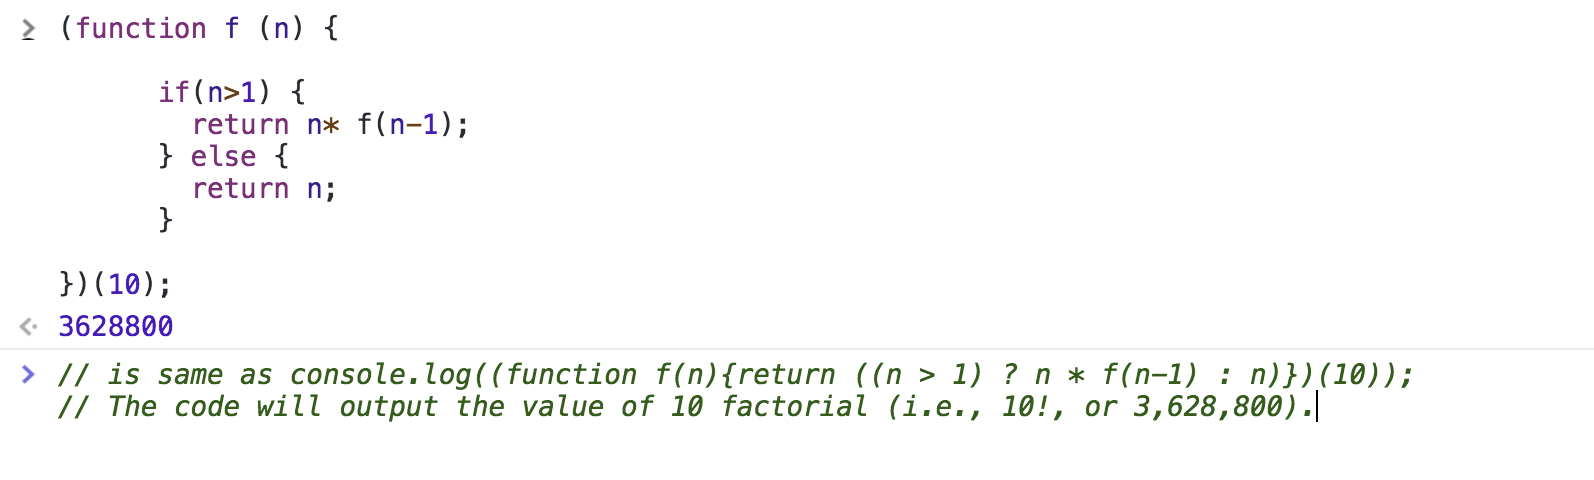 > (function f (n) {
if(n>1) {
return n* f(n-1);
} else {
return n;
}
})(10);
3628800
> // is same as console.log((function f(n){return ((n > 1) ? n * f(n-1) : n)})(10));
// The code will output the value of 10 factorial (i.e., 10!, or 3,628,800).